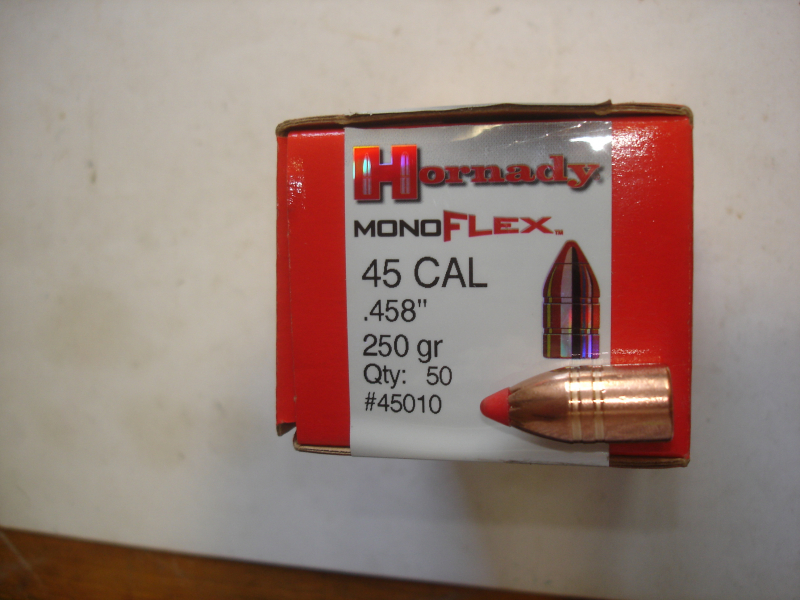 Hornady
MONOFLEX™
45 CAL
.458"
250 gr
Qty: 50
#45010